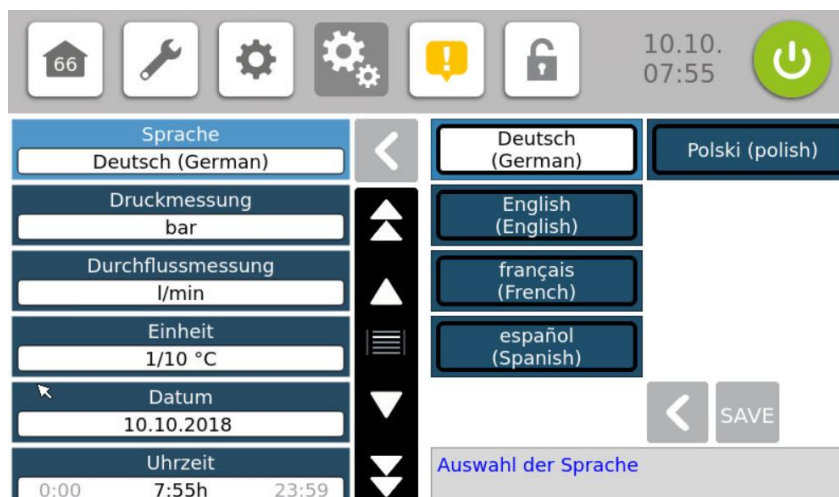 66
10.10.
07:55
Sprache
Deutsch (German)
Druckmessung
bar
Durchflussmessung
l/min
Einheit
1/10 °C
Datum
10.10.2018
Uhrzeit
0:00 7:55h 23:59
Deutsch
(German)
Polski (polish)
English
(English)
français
(French)
español
(Spanish)
SAVE
Auswahl der Sprache